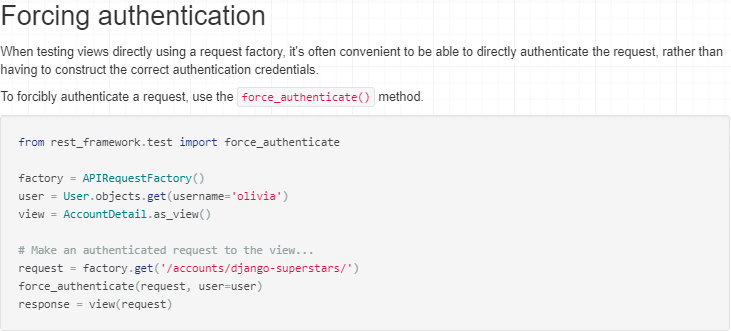 Forcing authentication
When testing views directly using a request factory, it's often convenient to be able to directly authenticate the request, rather than
having to construct the correct authentication credentials.
To forcibly authenticate a request, use the force_authenticate() method.
from rest_framework.test import force_authenticate
factory = APIRequestFactory()
user = User.objects.get(username='olivia')
view = AccountDetail.as_view()
# Make an authenticated request to the view...
request = factory.get('/accounts/django-superstars/')
force_authenticate(request, user=user)
response = view(request)